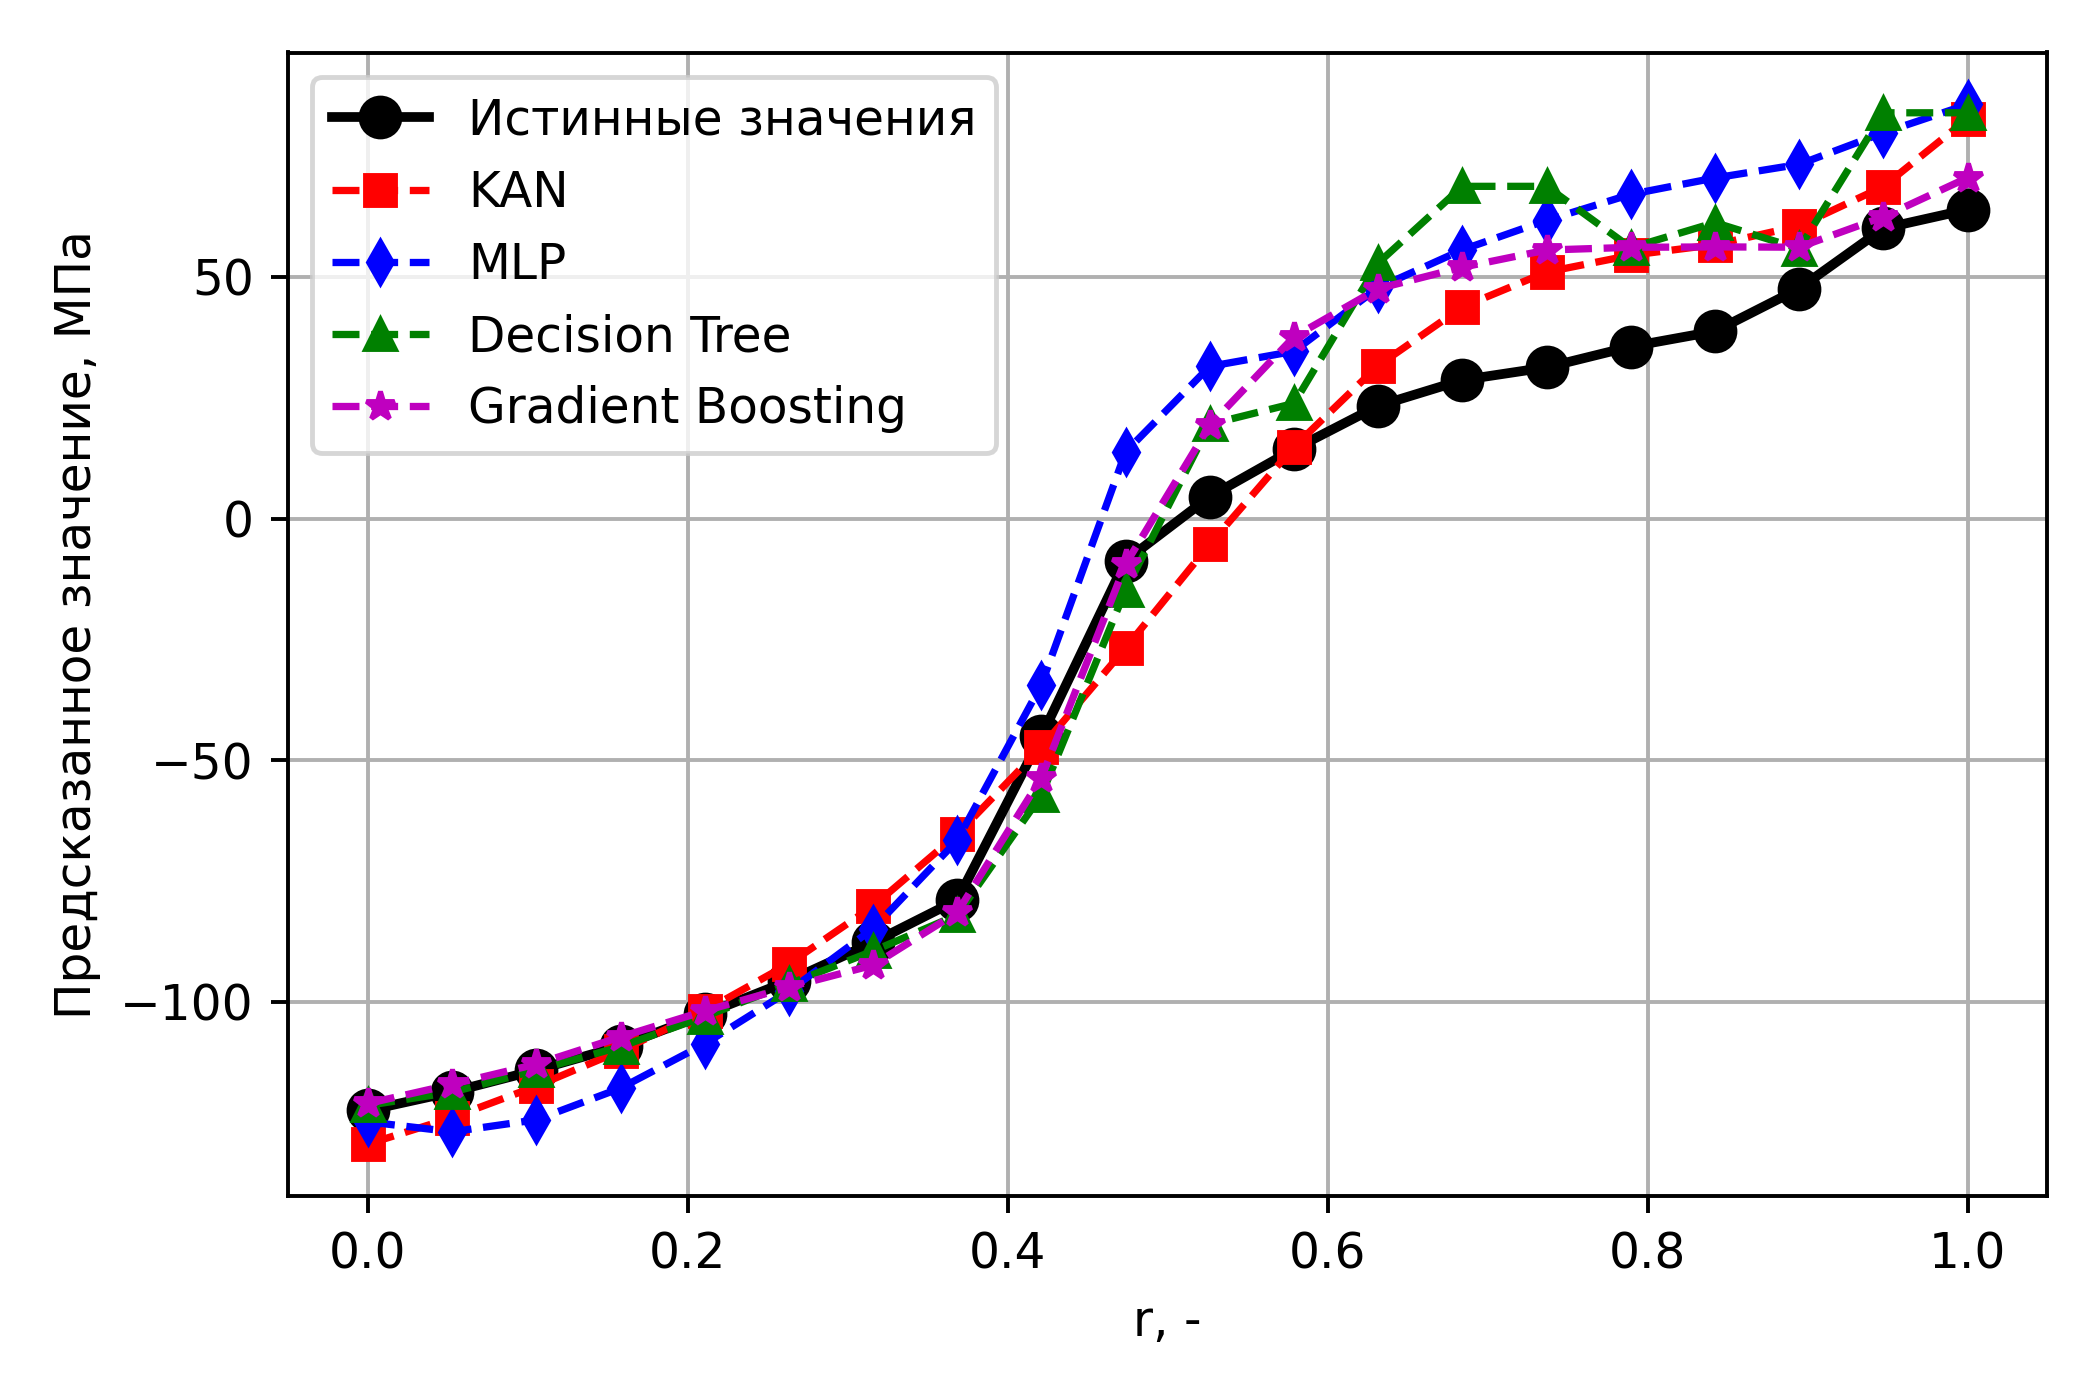 Истинные значения
KAN
MLP
Decision Tree
Gradient Boosting
Предсказанное значение, МПа
50
0
−50
−100
0.0 0.2 0.4 0.6 0.8 1.0
r, -